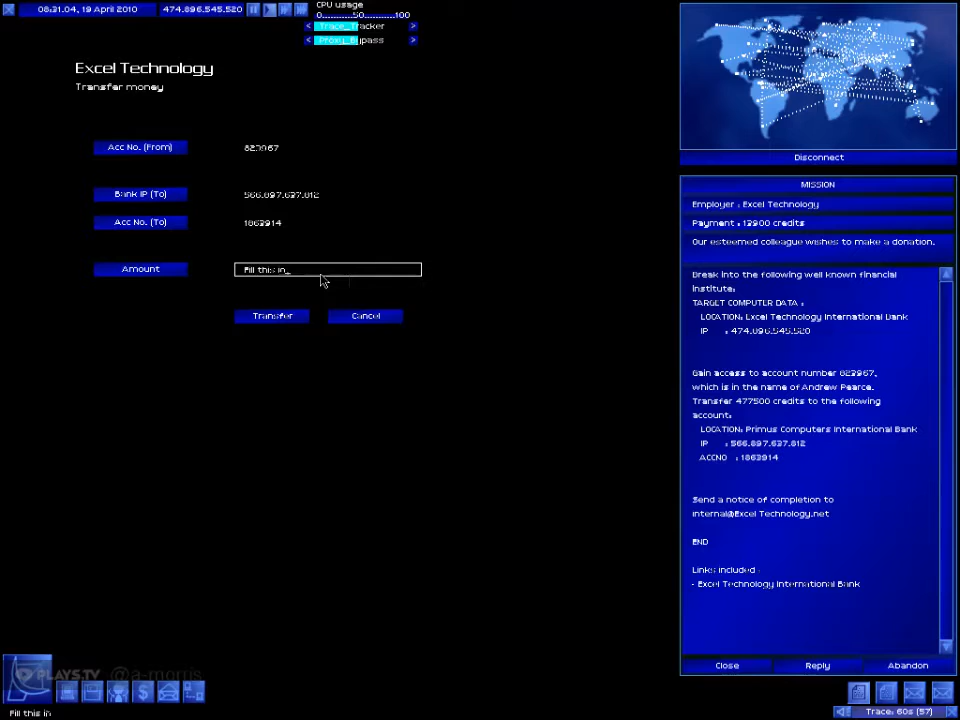 08:31.04, 19 April 2010
474.896.545.520
CPU usage
0..........50..........100
< Trace_Tracker >
< Proxy_Bypass >
Excel Technology
Transfer money
Acc No. (From)
823967
Bank IP (To)
566.897.637.812
Acc No. (To)
1863914
Amount
Fill this in_
Transfer
Cancel
Disconnect
MISSION
Employer : Excel Technology
Payment : 13900 credits
Our esteemed colleague wishes to make a donation.
Break into the following well known financial
institute:
TARGET COMPUTER DATA :
LOCATION: Excel Technology International Bank
IP : 474.896.545.520
Gain access to account number 823967,
which is in the name of Andrew Pearce.
Transfer 477500 credits to the following
account:
LOCATION: Primus Computers International Bank
IP : 566.897.637.812
ACCNO : 1863914
Send a notice of completion to
internal@Excel Technology.net
END
Links included :
- Excel Technology International Bank
Close
Reply
Abandon
PLAYS.TV @a-morris
Fill this in
Trace: 60s (57)